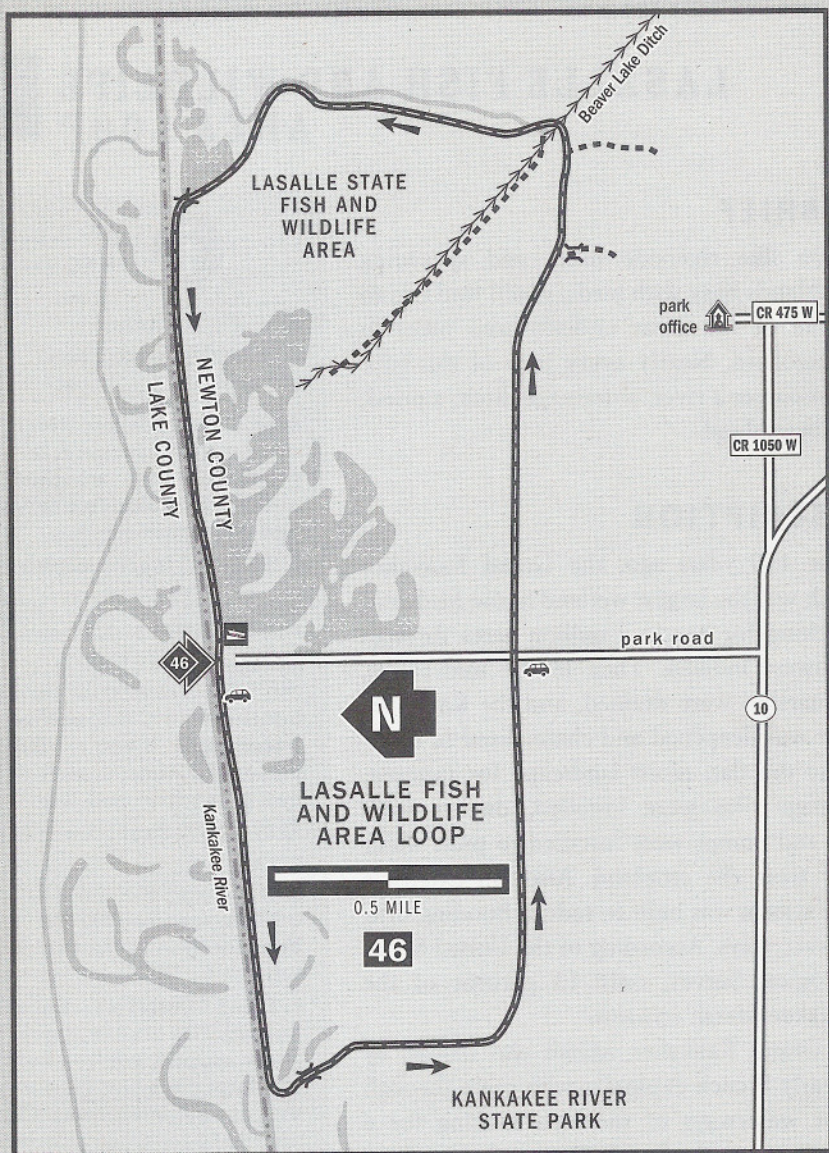 Beaver Lake Ditch
LASALLE STATE
FISH AND
WILDLIFE
AREA
park
office
CR 475 W
NEWTON COUNTY
LAKE COUNTY
CR 1050 W
park road
46
N
10
LASALLE FISH
AND WILDLIFE
AREA LOOP
Kankakee River
0.5 MILE
46
KANKAKEE RIVER
STATE PARK